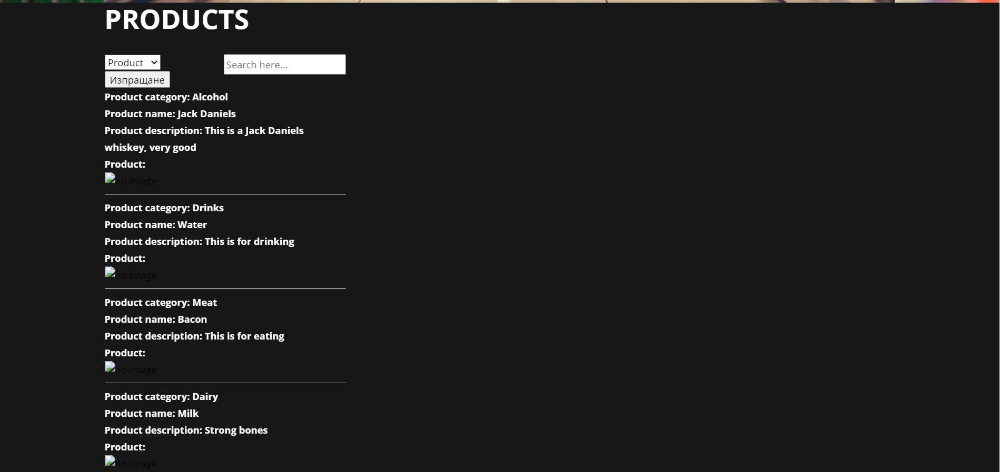 PRODUCTS
Product
Search here...
Изпращане
Product category: Alcohol
Product name: Jack Daniels
Product description: This is a Jack Daniels
whiskey, very good
Product:
no image
Product category: Drinks
Product name: Water
Product description: This is for drinking
Product:
no image
Product category: Meat
Product name: Bacon
Product description: This is for eating
Product:
no image
Product category: Dairy
Product name: Milk
Product description: Strong bones
Product:
no image